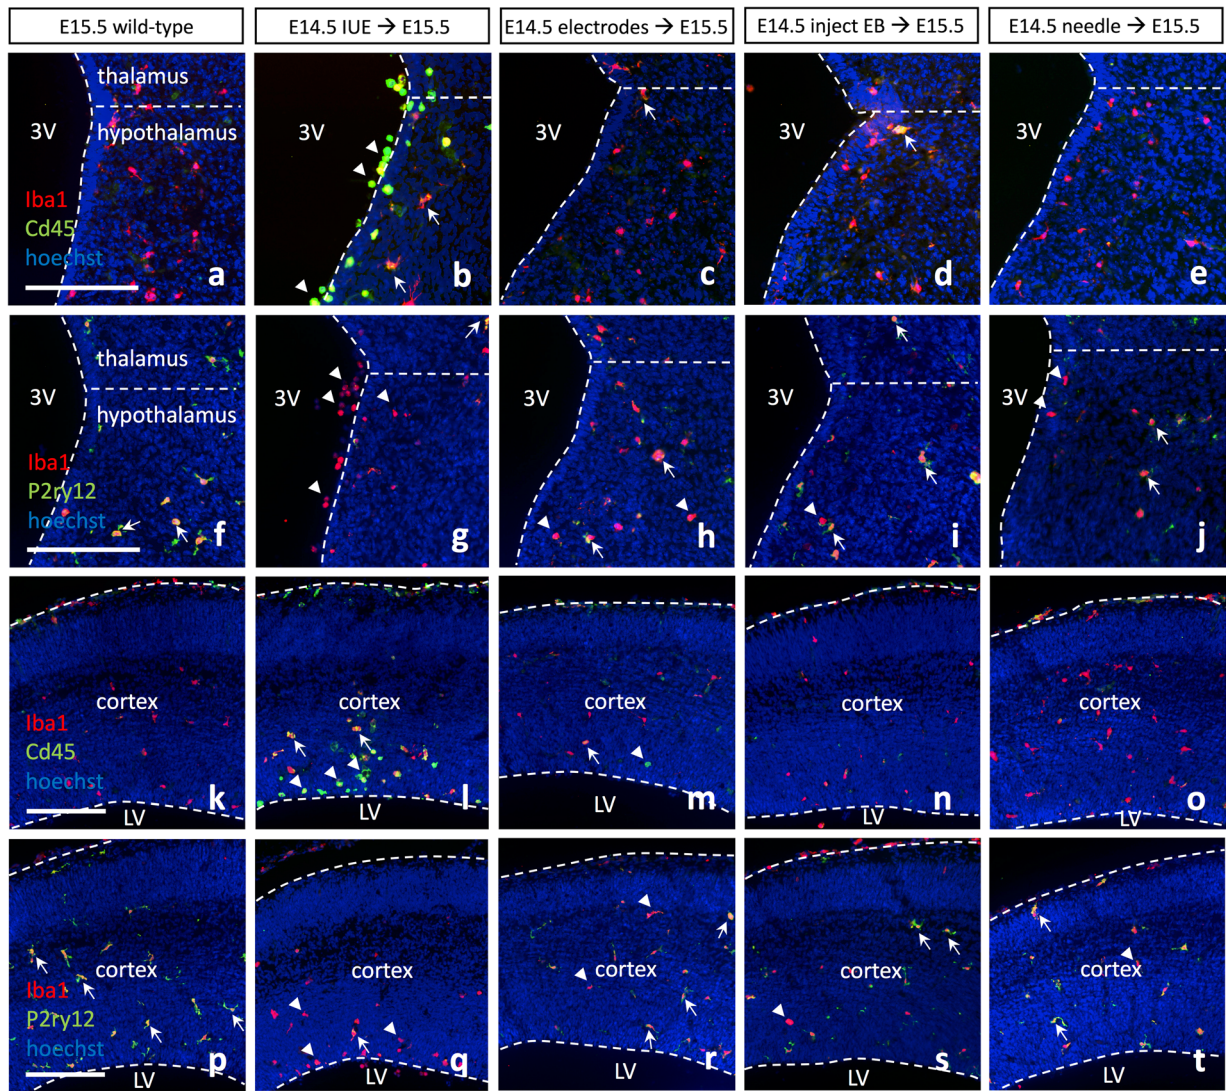 E15.5 wild-type
E14.5 IUE → E15.5
E14.5 electrodes → E15.5
E14.5 inject EB → E15.5
E14.5 needle → E15.5
thalamus
3V
hypothalamus
Iba1
Cd45
hoechst
a
3V
b
3V
c
3V
d
3V
e
thalamus
3V
hypothalamus
Iba1
P2ry12
hoechst
f
3V
g
3V
h
3V
i
3V
j
cortex
Iba1
Cd45
hoechst
k
LV
cortex
l
LV
cortex
m
LV
cortex
n
LV
cortex
o
LV
cortex
Iba1
P2ry12
hoechst
p
LV
cortex
q
LV
cortex
r
LV
cortex
s
LV
cortex
t
LV